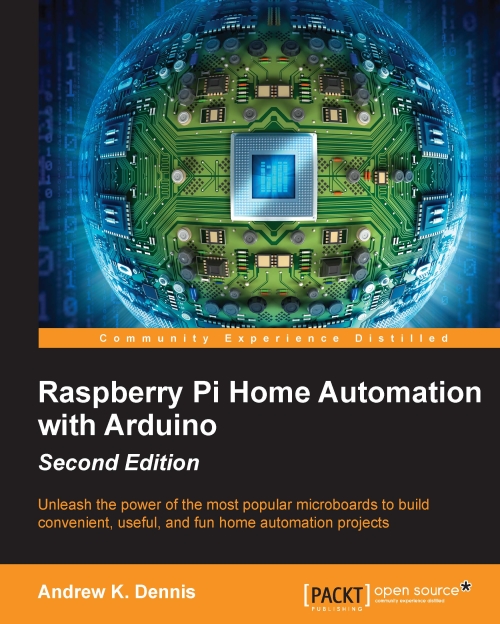 Community Experience Distilled
Raspberry Pi Home Automation
with Arduino
Second Edition
Unleash the power of the most popular microboards to build
convenient, useful, and fun home automation projects
Andrew K. Dennis
[PACKT] open source*
PUBLISHING community experience distilled